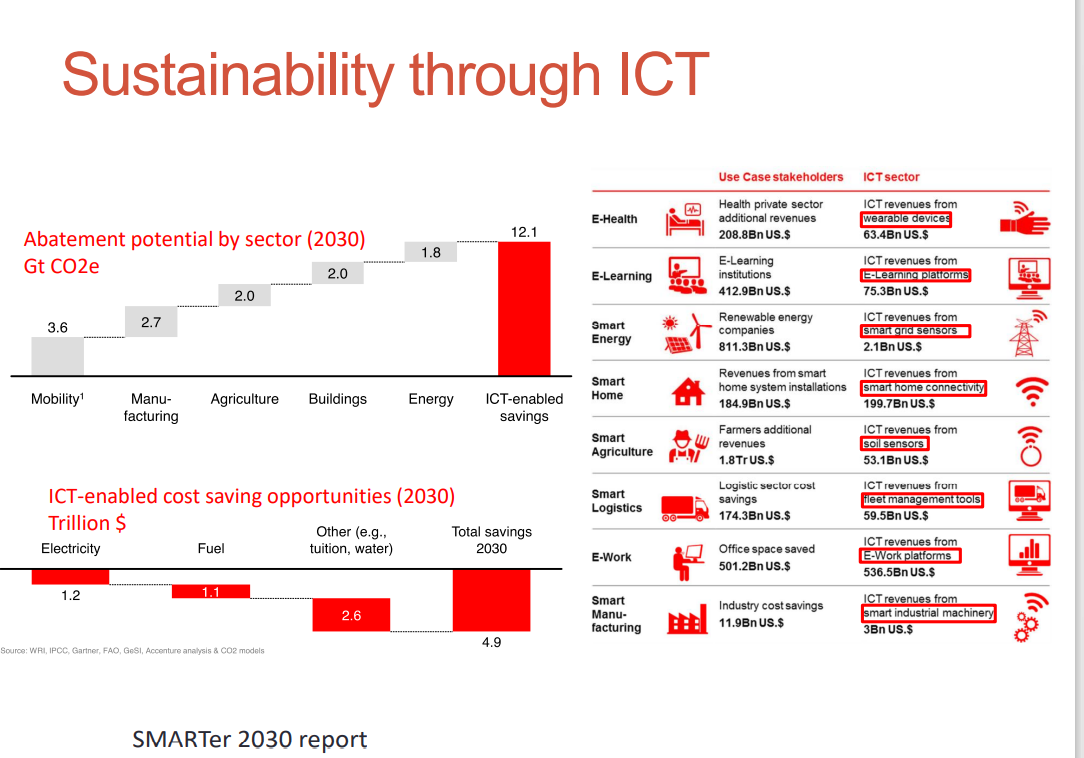 Sustainability through ICT
Abatement potential by sector (2030)
Gt CO2e
3.6
2.7
2.0
2.0
1.8
12.1
Mobility¹
Manu-
facturing
Agriculture
Buildings
Energy
ICT-enabled
savings
ICT-enabled cost saving opportunities (2030)
Trillion $
Electricity
Fuel
Other (e.g.,
tuition, water)
Total savings
2030
1.2
1.1
2.6
4.9
Source: WRI, IPCC, Gartner, FAO, GeSI, Accenture analysis & CO2 models
SMARTer 2030 report
Use Case stakeholders
ICT sector
E-Health
Health private sector
additional revenues
208.8Bn US.$
ICT revenues from
wearable devices
63.4Bn US.$
E-Learning
E-Learning
institutions
412.9Bn US.$
ICT revenues from
E-Learning platforms
75.3Bn US.$
Smart
Energy
Renewable energy
companies
811.3Bn US.$
ICT revenues from
smart grid sensors
2.1Bn US.$
Smart
Home
Revenues from smart
home system installations
184.9Bn US.$
ICT revenues from
smart home connectivity
199.7Bn US.$
Smart
Agriculture
Farmers additional
revenues
1.8Tr US.$
ICT revenues from
soil sensors
53.1Bn US.$
Smart
Logistics
Logistic sector cost
savings
174.3Bn US.$
ICT revenues from
fleet management tools
59.5Bn US.$
E-Work
Office space saved
501.2Bn US.$
ICT revenues from
E-Work platforms
536.5Bn US.$
Smart
Manu-
facturing
Industry cost savings
11.9Bn US.$
ICT revenues from
smart industrial machinery
3Bn US.$